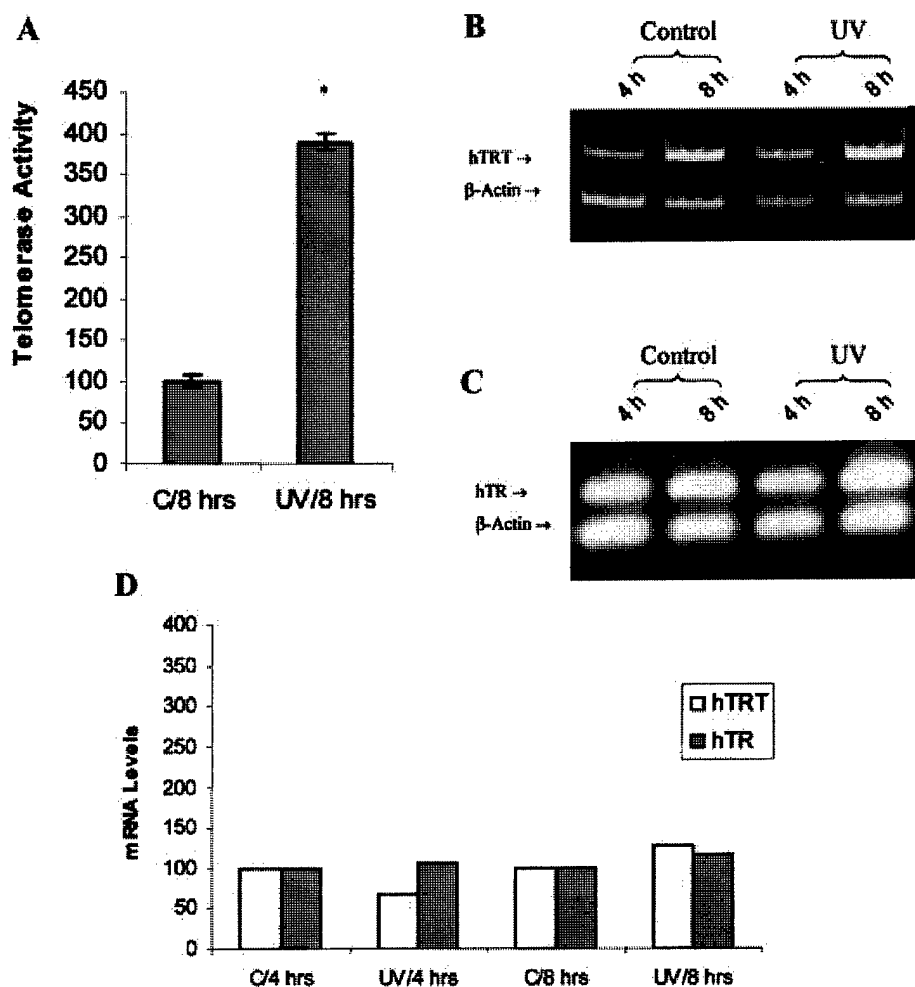 A
Telomerase Activity
450
400
350
300
250
200
150
100
50
0
*
C/8 hrs
UV/8 hrs
B
Control
UV
4 h
8 h
4 h
8 h
hTRT →
β-Actin →
C
Control
UV
4 h
8 h
4 h
8 h
hTR →
β-Actin →
D
mRNA Levels
400
350
300
250
200
150
100
50
0
C/4 hrs
UV/4 hrs
C/8 hrs
UV/8 hrs
hTRT
hTR